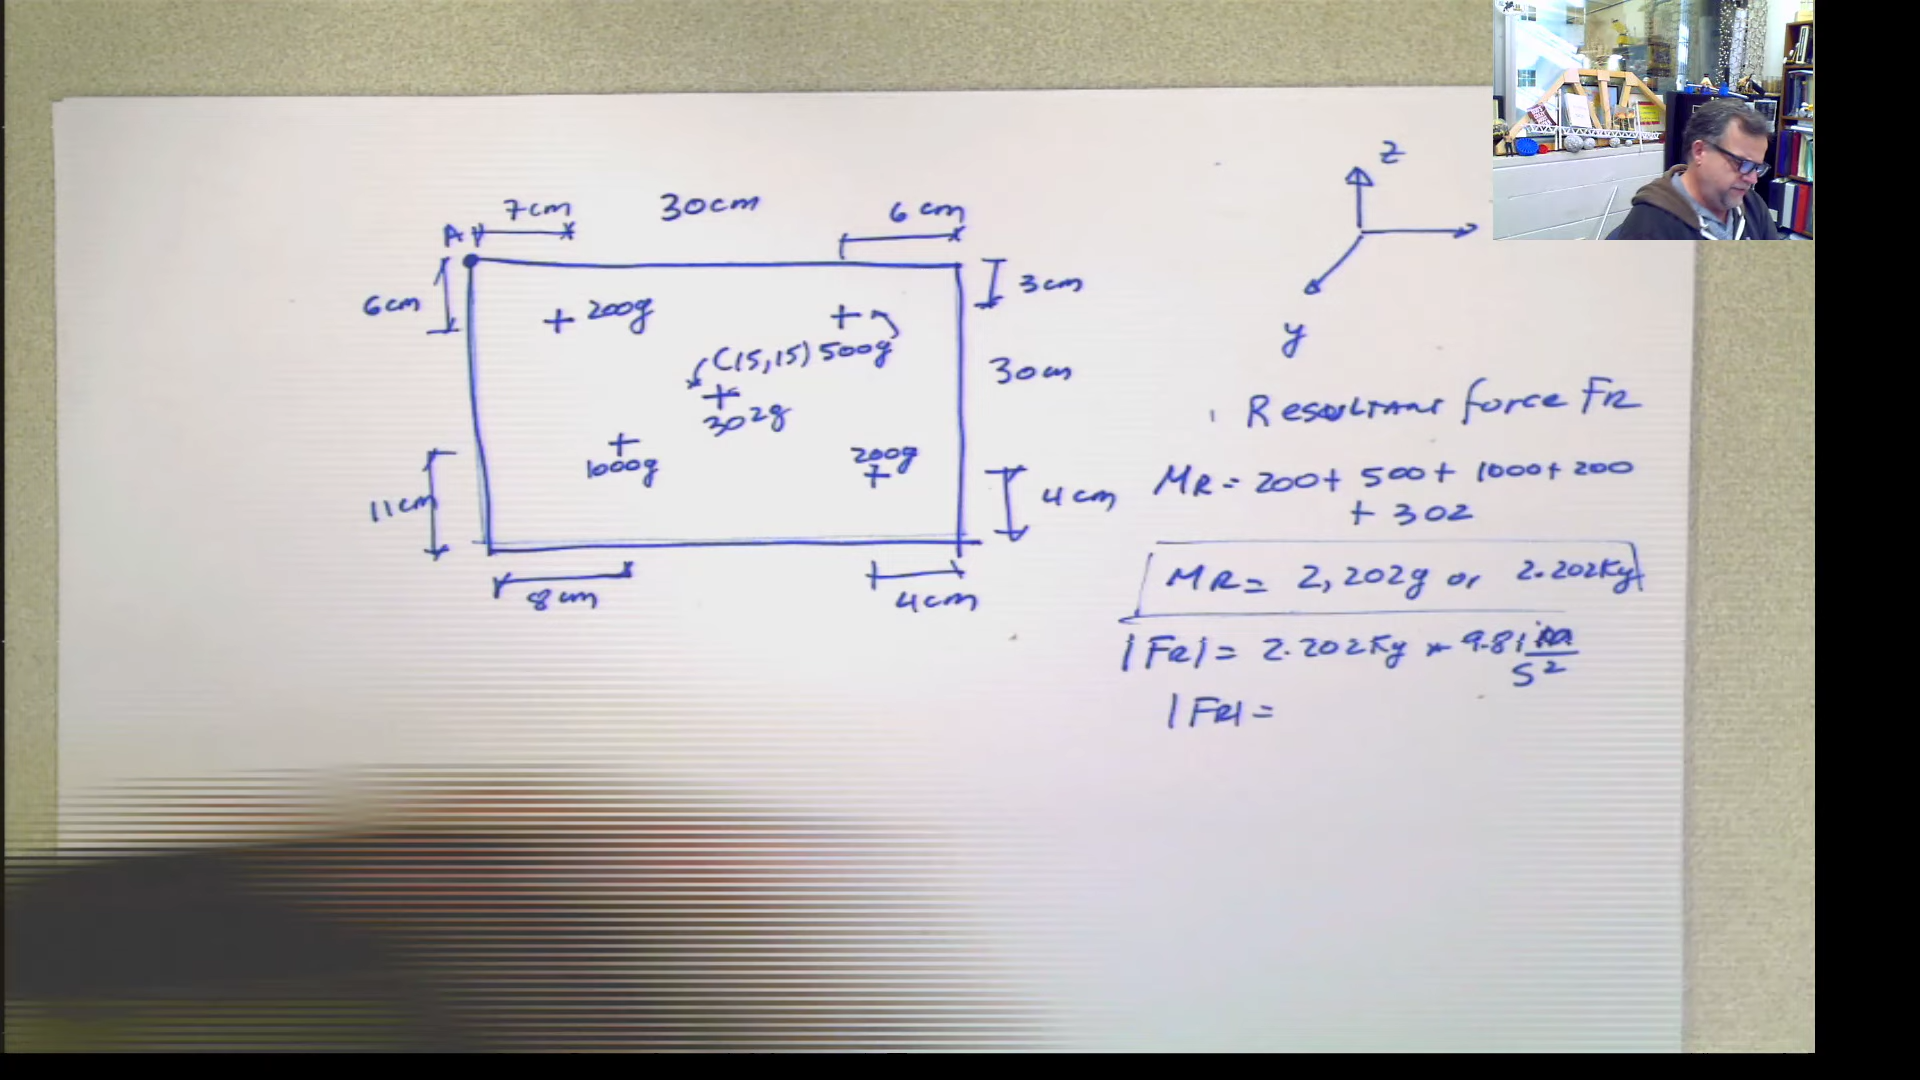 7cm 30cm 6cm
A
6cm 3cm
200g
(15,15) 500g
30cm
302g
1000g 200g
11cm 4cm
8cm 4cm
z
y
Resultant force FR
MR= 200+ 500+ 1000+ 200
+ 302
MR= 2,202g or 2.202Kg
|FR|= 2.202Kg * 9.81 m
s2
|FR| =